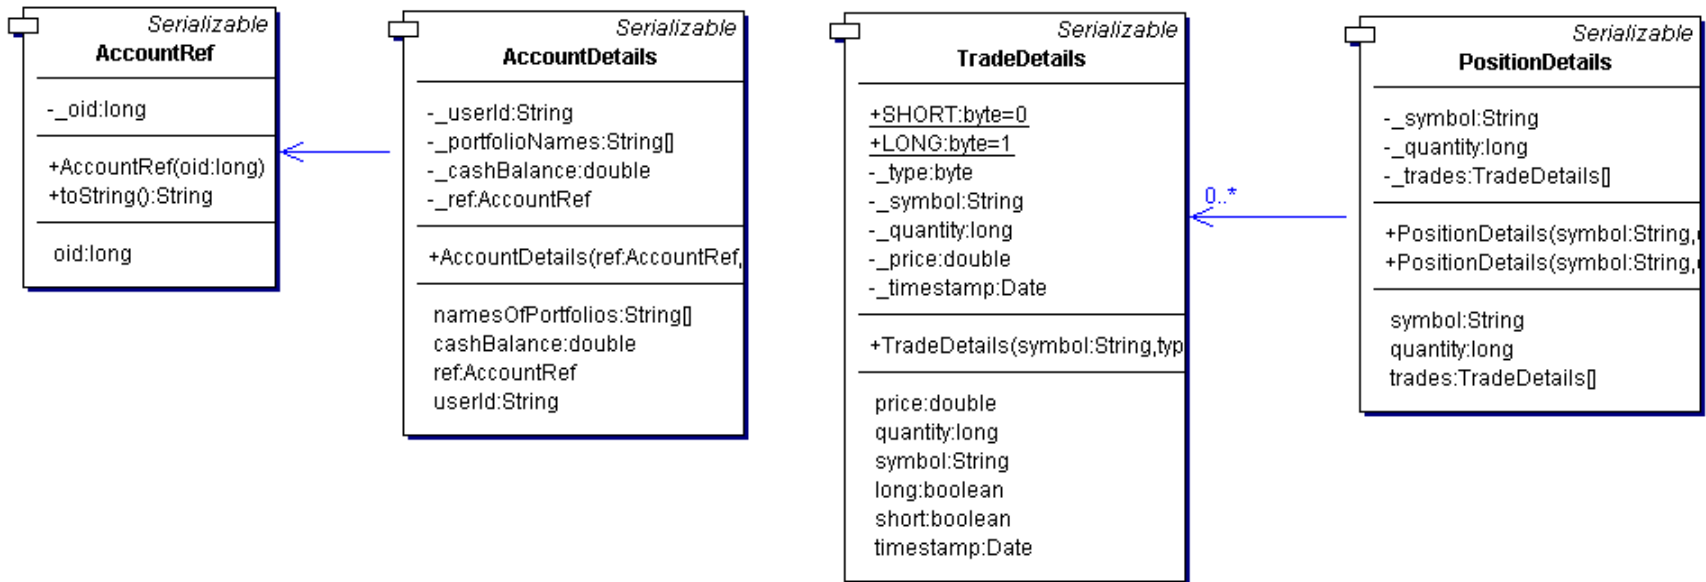 Serializable
AccountRef
-_oid:long
+AccountRef(oid:long)
+toString():String
oid:long
Serializable
AccountDetails
-_userId:String
-_portfolioNames:String[]
-_cashBalance:double
-_ref:AccountRef
+AccountDetails(ref:AccountRef,
namesOfPortfolios:String[]
cashBalance:double
ref:AccountRef
userId:String
Serializable
TradeDetails
+SHORT:byte=0
+LONG:byte=1
-_type:byte
-_symbol:String
-_quantity:long
-_price:double
-_timestamp:Date
+TradeDetails(symbol:String,typ
price:double
quantity:long
symbol:String
long:boolean
short:boolean
timestamp:Date
0..*
Serializable
PositionDetails
-_symbol:String
-_quantity:long
-_trades:TradeDetails[]
+PositionDetails(symbol:String,
+PositionDetails(symbol:String,
symbol:String
quantity:long
trades:TradeDetails[]